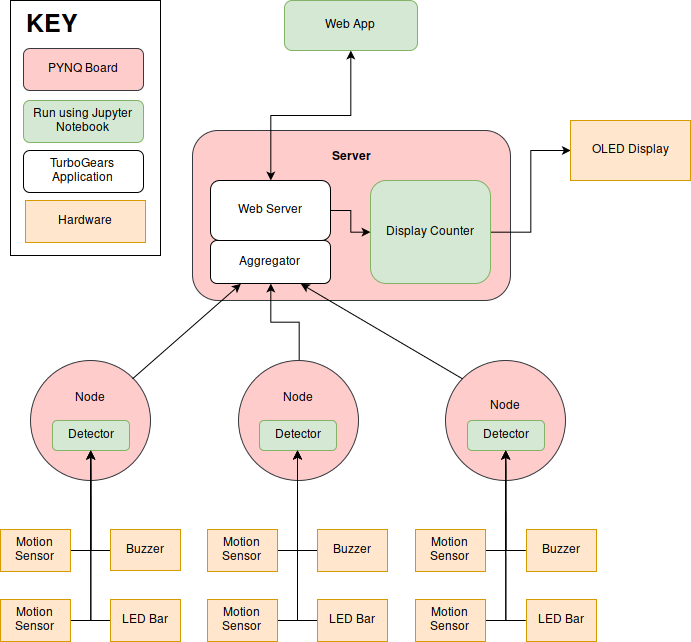 KEY
PYNQ Board
Run using Jupyter
Notebook
TurboGears
Application
Hardware
Web App
Server
Web Server
Aggregator
Display Counter
OLED Display
Node
Detector
Node
Detector
Node
Detector
Motion
Sensor
Buzzer
Motion
Sensor
Buzzer
Motion
Sensor
Buzzer
Motion
Sensor
LED Bar
Motion
Sensor
LED Bar
Motion
Sensor
LED Bar